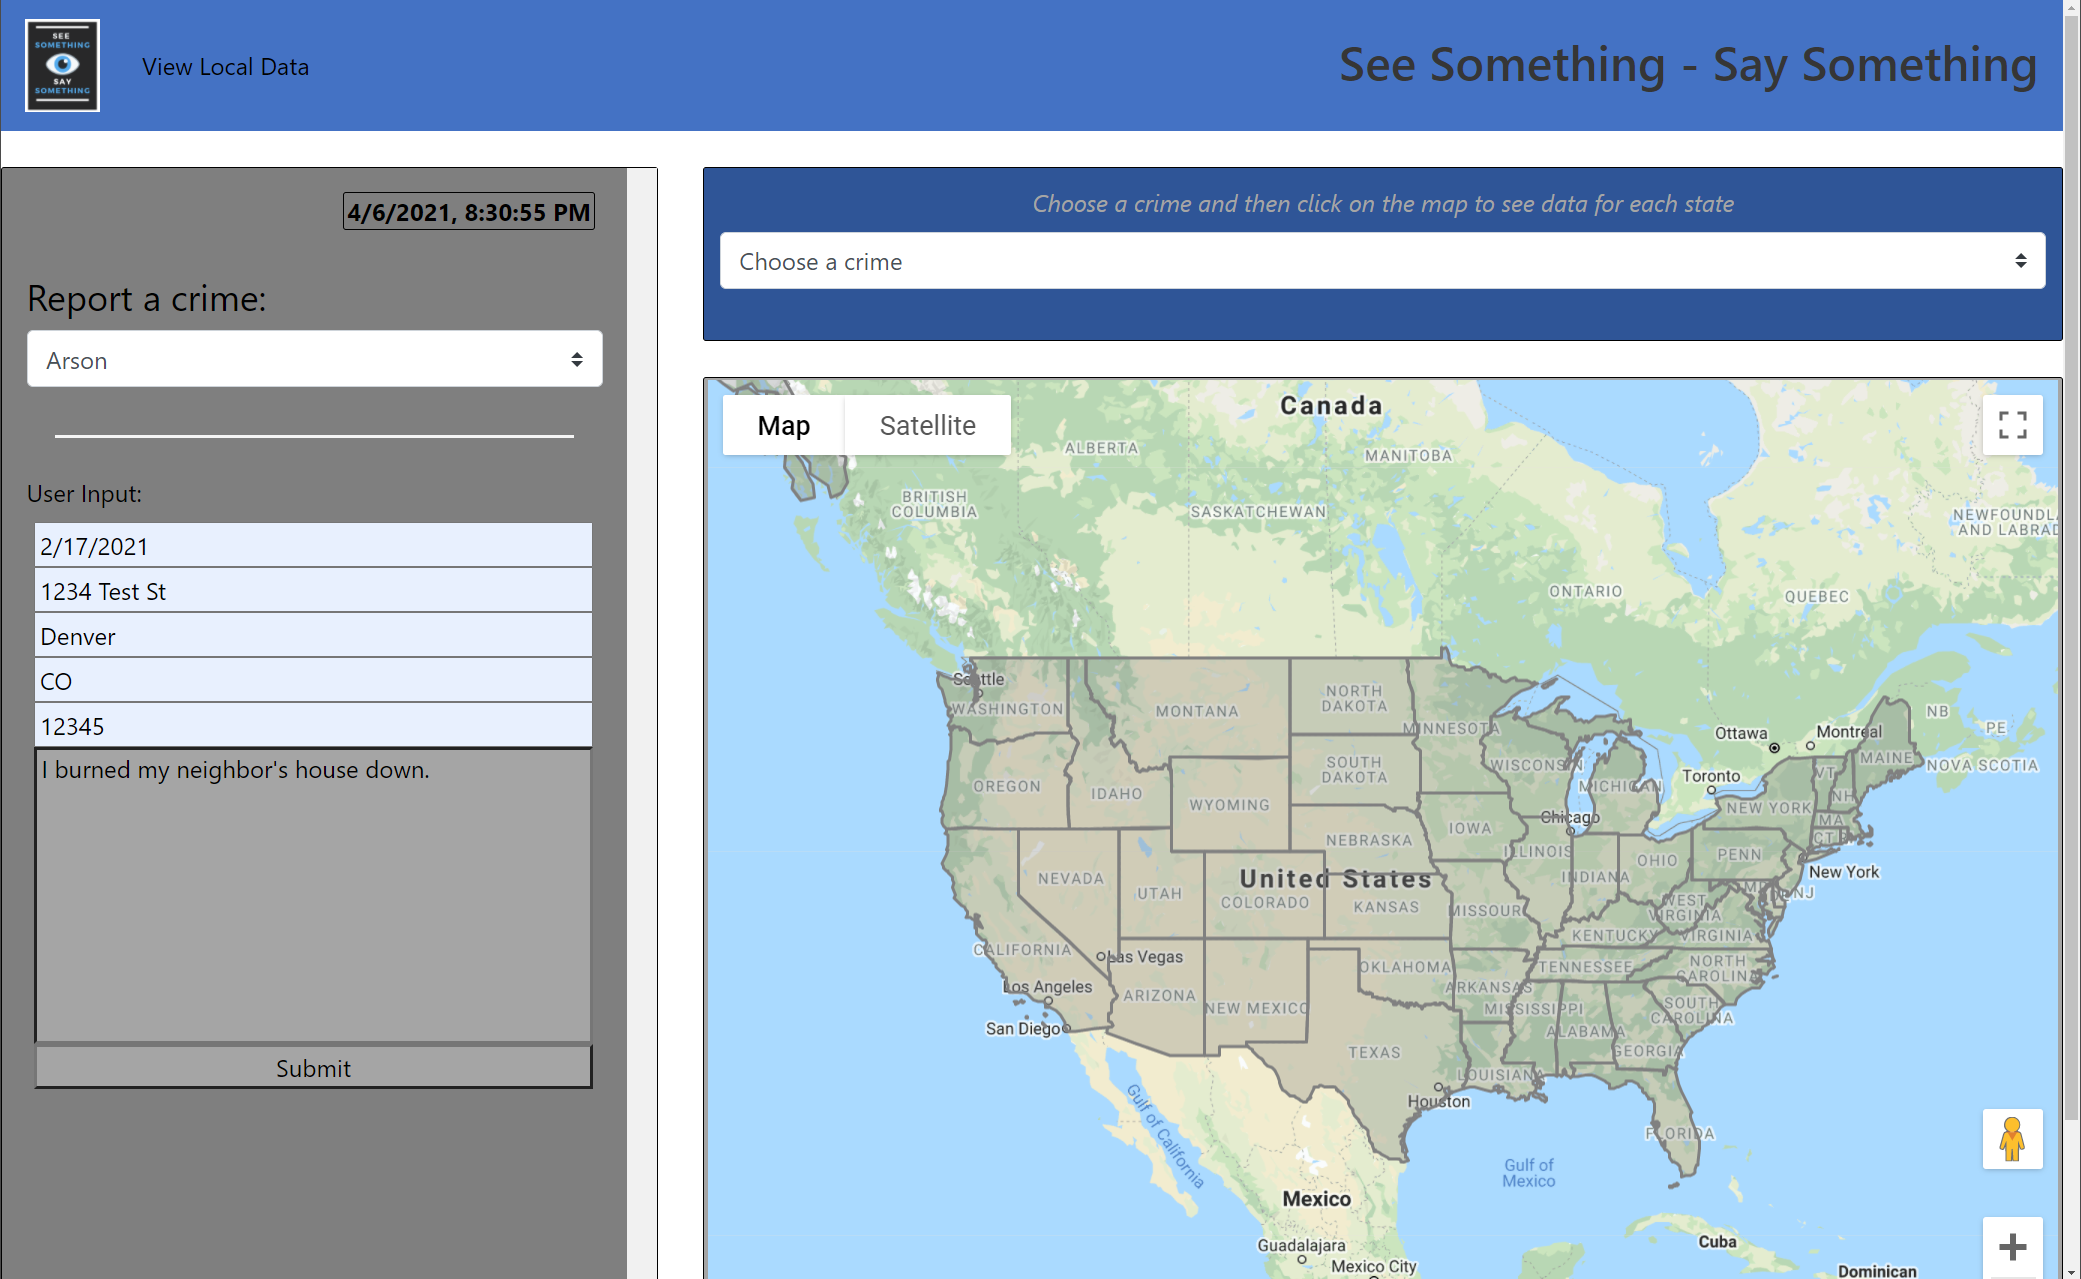 SEE
SOMETHING
SAY
SOMETHING
View Local Data
See Something - Say Something
4/6/2021, 8:30:55 PM
Report a crime:
Arson
User Input:
2/17/2021
1234 Test St
Denver
CO
12345
I burned my neighbor's house down.
Submit
Choose a crime and then click on the map to see data for each state
Choose a crime
Map
Satellite
Canada
ALBERTA
MANITOBA
BRITISH
COLUMBIA
SASKATCHEWAN
NEWFOUNDL
AND LABRAD
ONTARIO
QUEBEC
Seattle
WASHINGTON
MONTANA
NORTH
DAKOTA
MINNESOTA
NB
PE
Ottawa
Montreal
OREGON
IDAHO
SOUTH
DAKOTA
WISCONSIN
MICHIGAN
Toronto
VT
MAINE
NOVA SCOTIA
WYOMING
NH
NEW YORK
Chicago
MA
NEBRASKA
IOWA
CT
ILLINOIS
OHIO
PENN
New York
NEVADA
UTAH
United States
COLORADO
KANSAS
INDIANA
MD
NJ
MISSOURI
WEST
VIRGINIA
KENTUCKY
VIRGINIA
CALIFORNIA
Las Vegas
OKLAHOMA
TENNESSEE
NORTH
CAROLINA
Los Angeles
ARIZONA
NEW MEXICO
ARKANSAS
MISSISSIPPI
SOUTH
CAROLINA
San Diego
ALABAMA
TEXAS
GEORGIA
LOUISIANA
Houston
FLORIDA
Gulf of California
Gulf of
Mexico
Mexico
Guadalajara
Mexico City
Cuba
Dominican